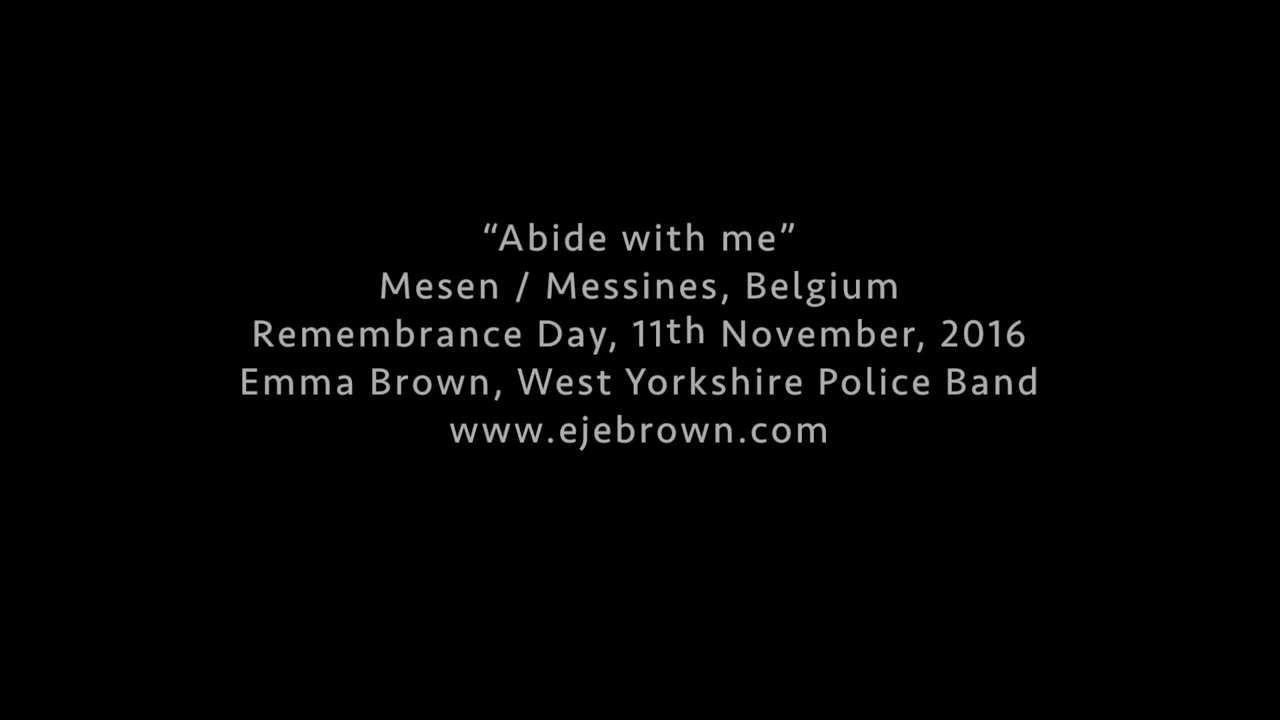 “Abide with me”
Mesen / Messines, Belgium
Remembrance Day, 11th November, 2016
Emma Brown, West Yorkshire Police Band
www.ejebrown.com